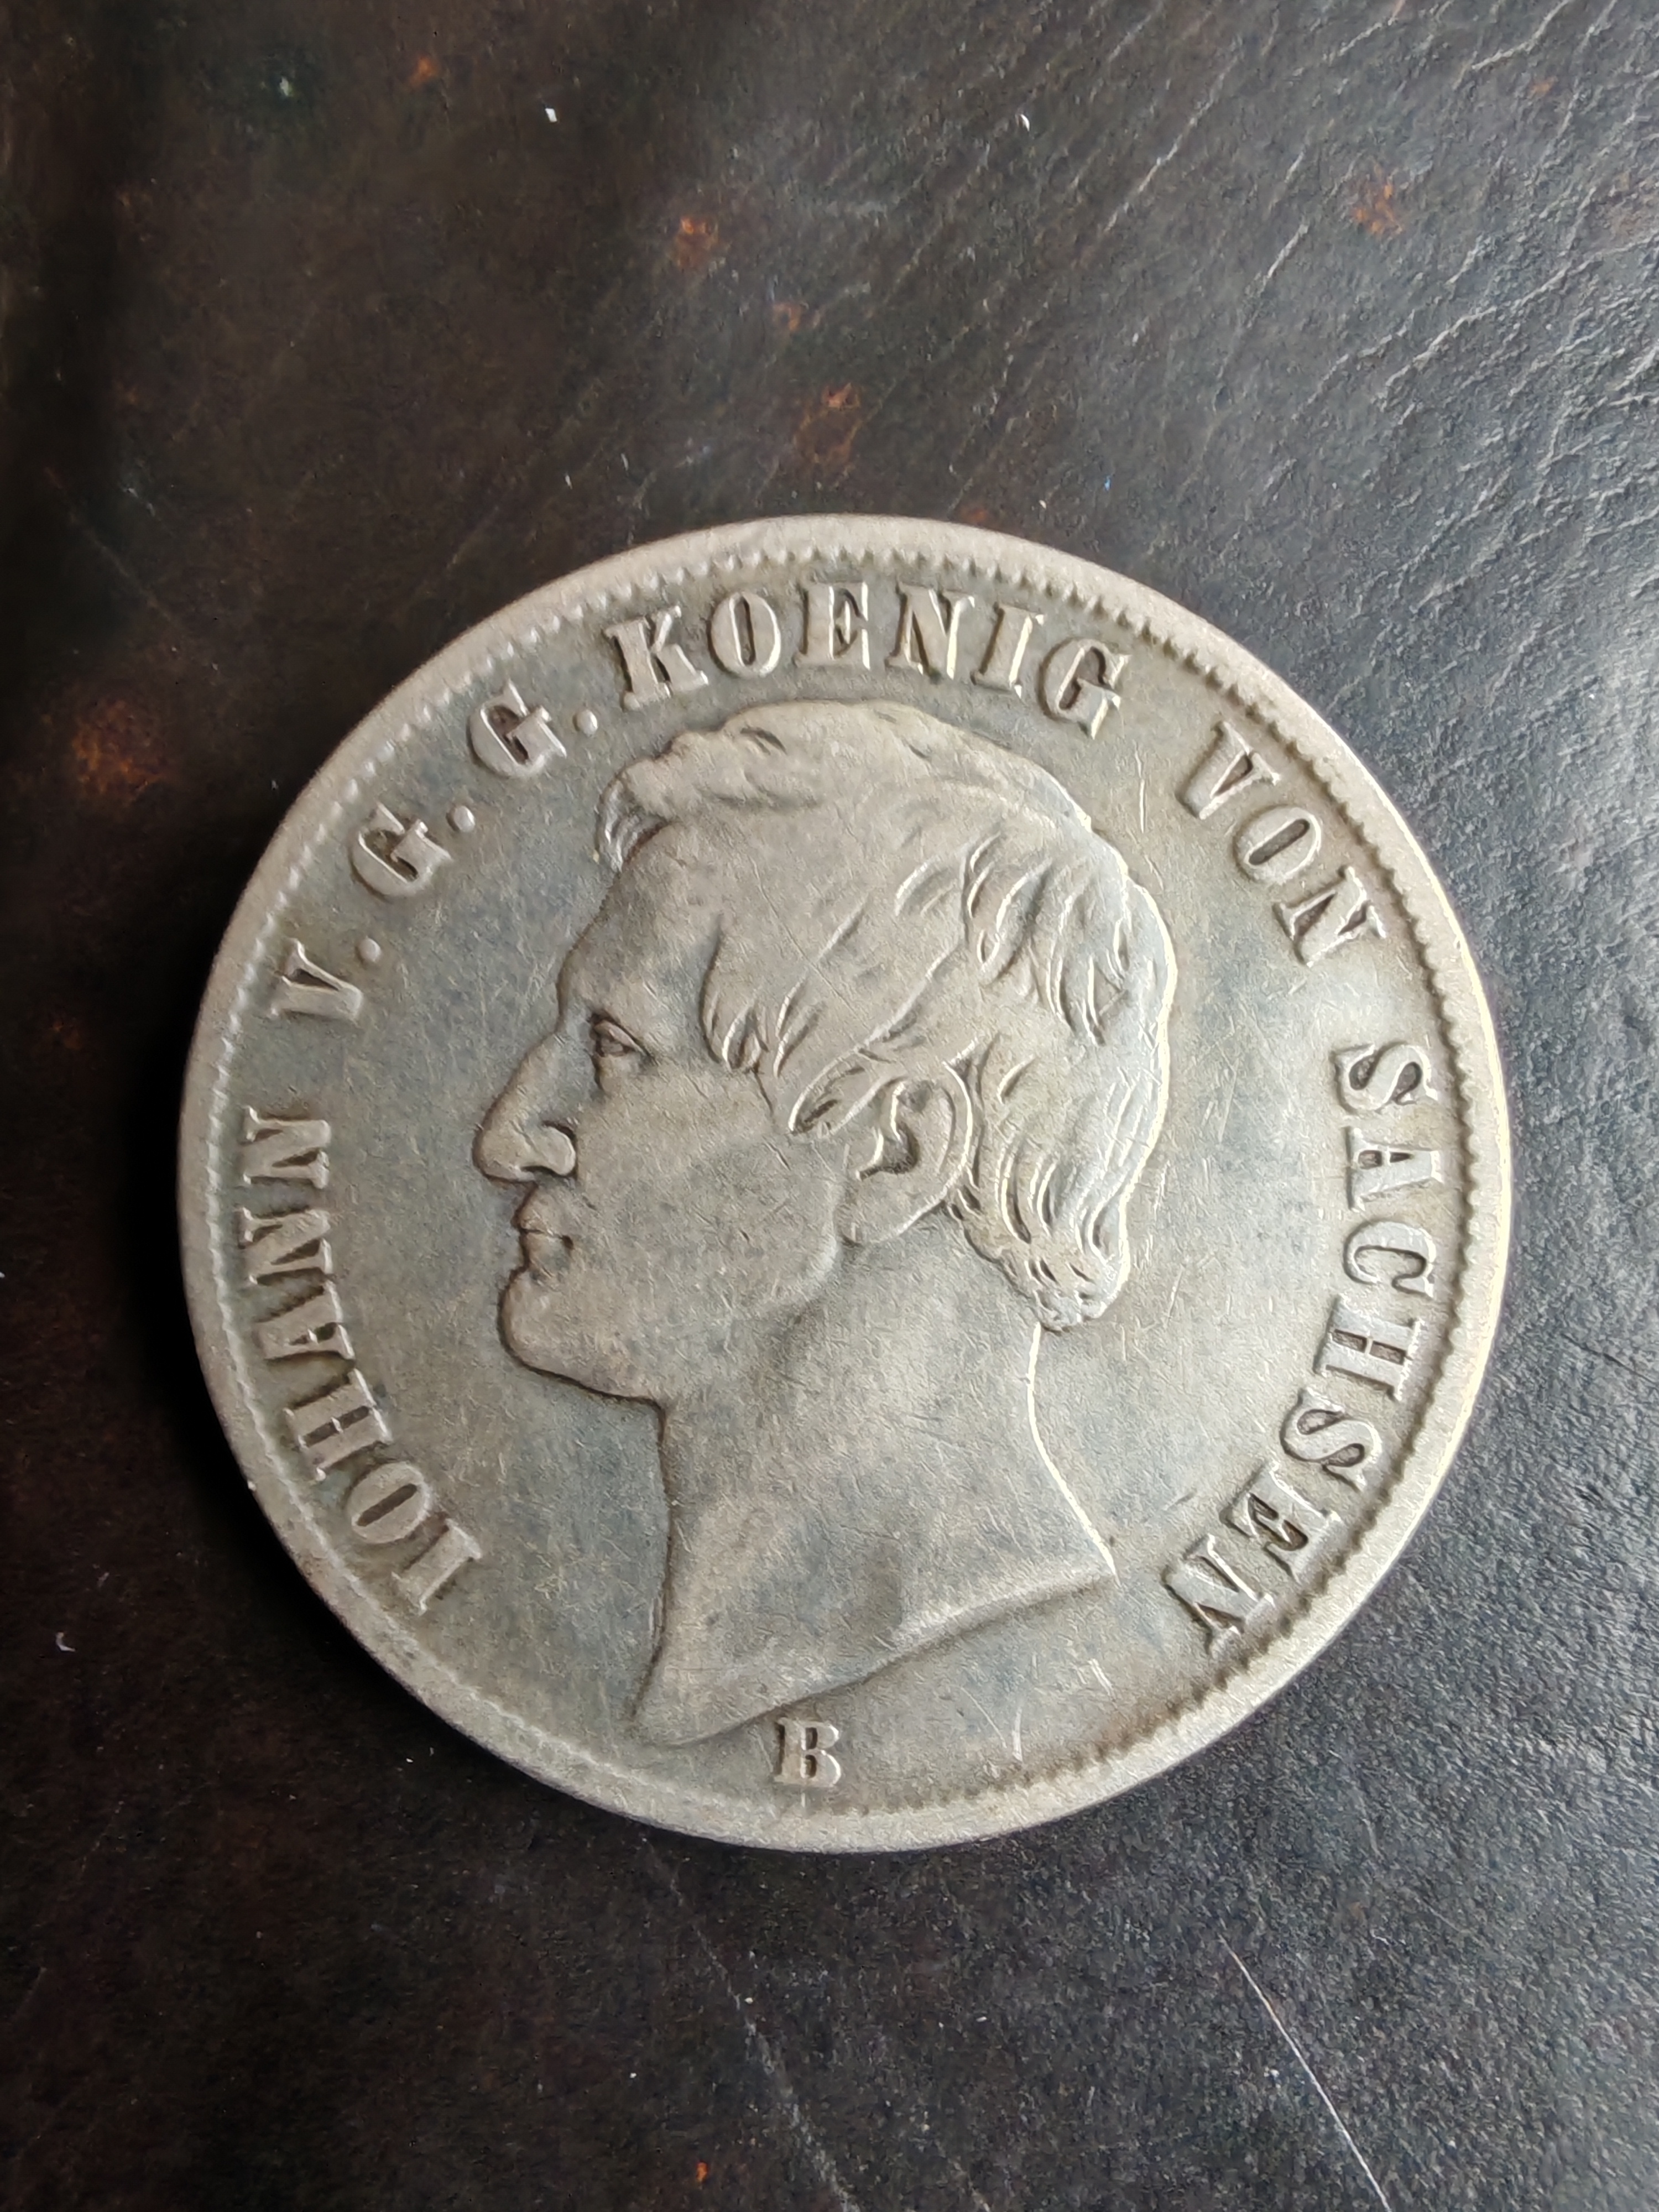 IOHANN V. G. G. KOENIG VON SACHSEN
B